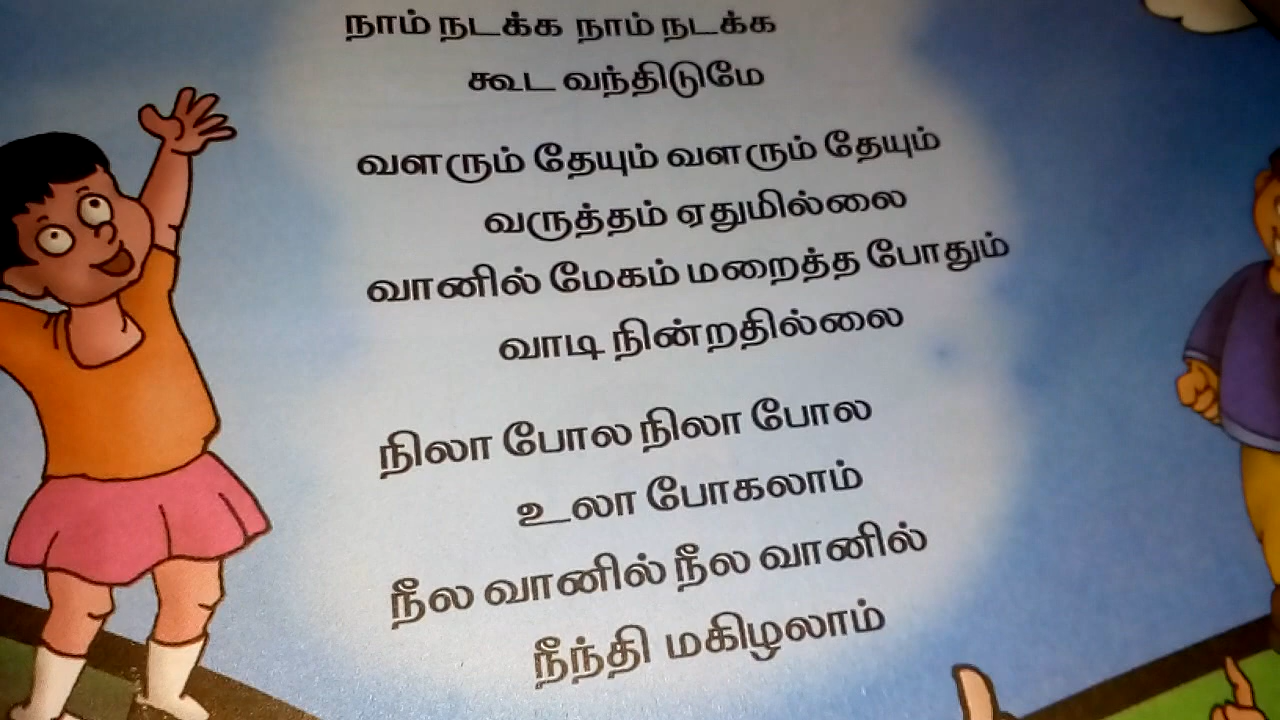 நாம் நடக்க நாம் நடக்க
கூட வந்திடுமே
வளரும் தேயும் வளரும் தேயும்
வருத்தம் ஏதுமில்லை
வானில் மேகம் மறைத்த போதும்
வாடி நின்றதில்லை
நிலா போல நிலா போல
உலா போகலாம்
நீல வானில் நீல வானில்
நீந்தி மகிழலாம்